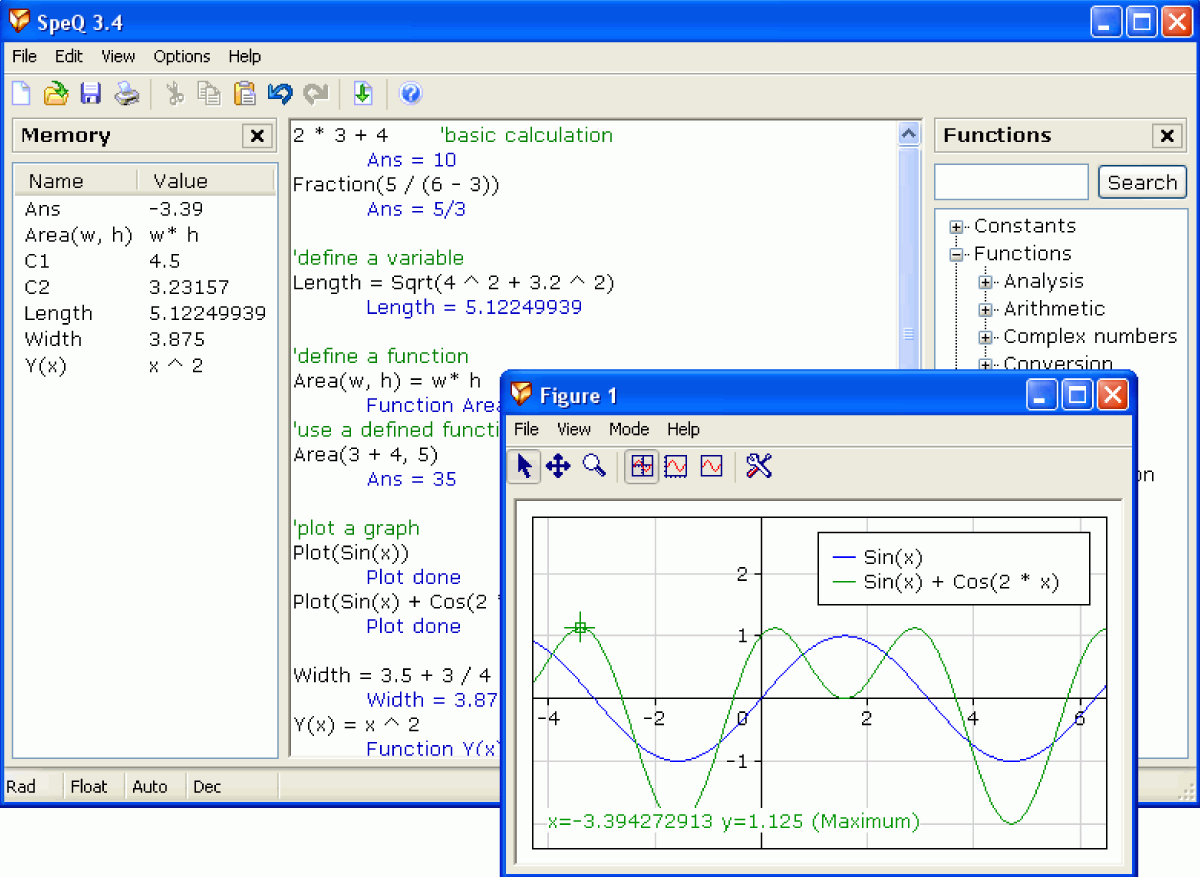 SpeQ 3.4
File Edit View Options Help
Memory
Name Value
Ans -3.39
Area(w, h) w* h
C1 4.5
C2 3.23157
Length 5.12249939
Width 3.875
Y(x) x ^ 2
2 * 3 + 4 'basic calculation
Ans = 10
Fraction(5 / (6 - 3))
Ans = 5/3
'define a variable
Length = Sqrt(4 ^ 2 + 3.2 ^ 2)
Length = 5.12249939
'define a function
Area(w, h) = w* h
Function Area
'use a defined functi
Area(3 + 4, 5)
Ans = 35
'plot a graph
Plot(Sin(x))
Plot done
Plot(Sin(x) + Cos(2 *
Plot done
Width = 3.5 + 3 / 4
Width = 3.87
Y(x) = x ^ 2
Function Y(x)
Functions
Search
Constants
Functions
Analysis
Arithmetic
Complex numbers
Conversion
on
Figure 1
File View Mode Help
Sin(x)
Sin(x) + Cos(2 * x)
2
1
-4 -2 0 2 4 6
-1
x=-3.394272913 y=1.125 (Maximum)
Rad Float Auto Dec